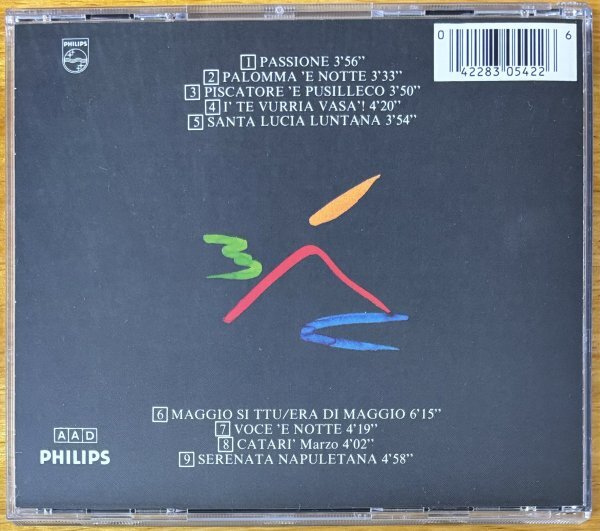 PHILIPS
0 42283 05422 6
1 PASSIONE 3'56"
2 PALOMMA 'E NOTTE 3'33"
3 PISCATORE 'E PUSILLECO 3'50"
4 I' TE VURRIA VASA'! 4'20"
5 SANTA LUCIA LUNTANA 3'54"
6 MAGGIO SI TTU/ERA DI MAGGIO 6'15"
7 VOCE 'E NOTTE 4'19"
8 CATARI' Marzo 4'02"
9 SERENATA NAPULETANA 4'58"
AAD
PHILIPS